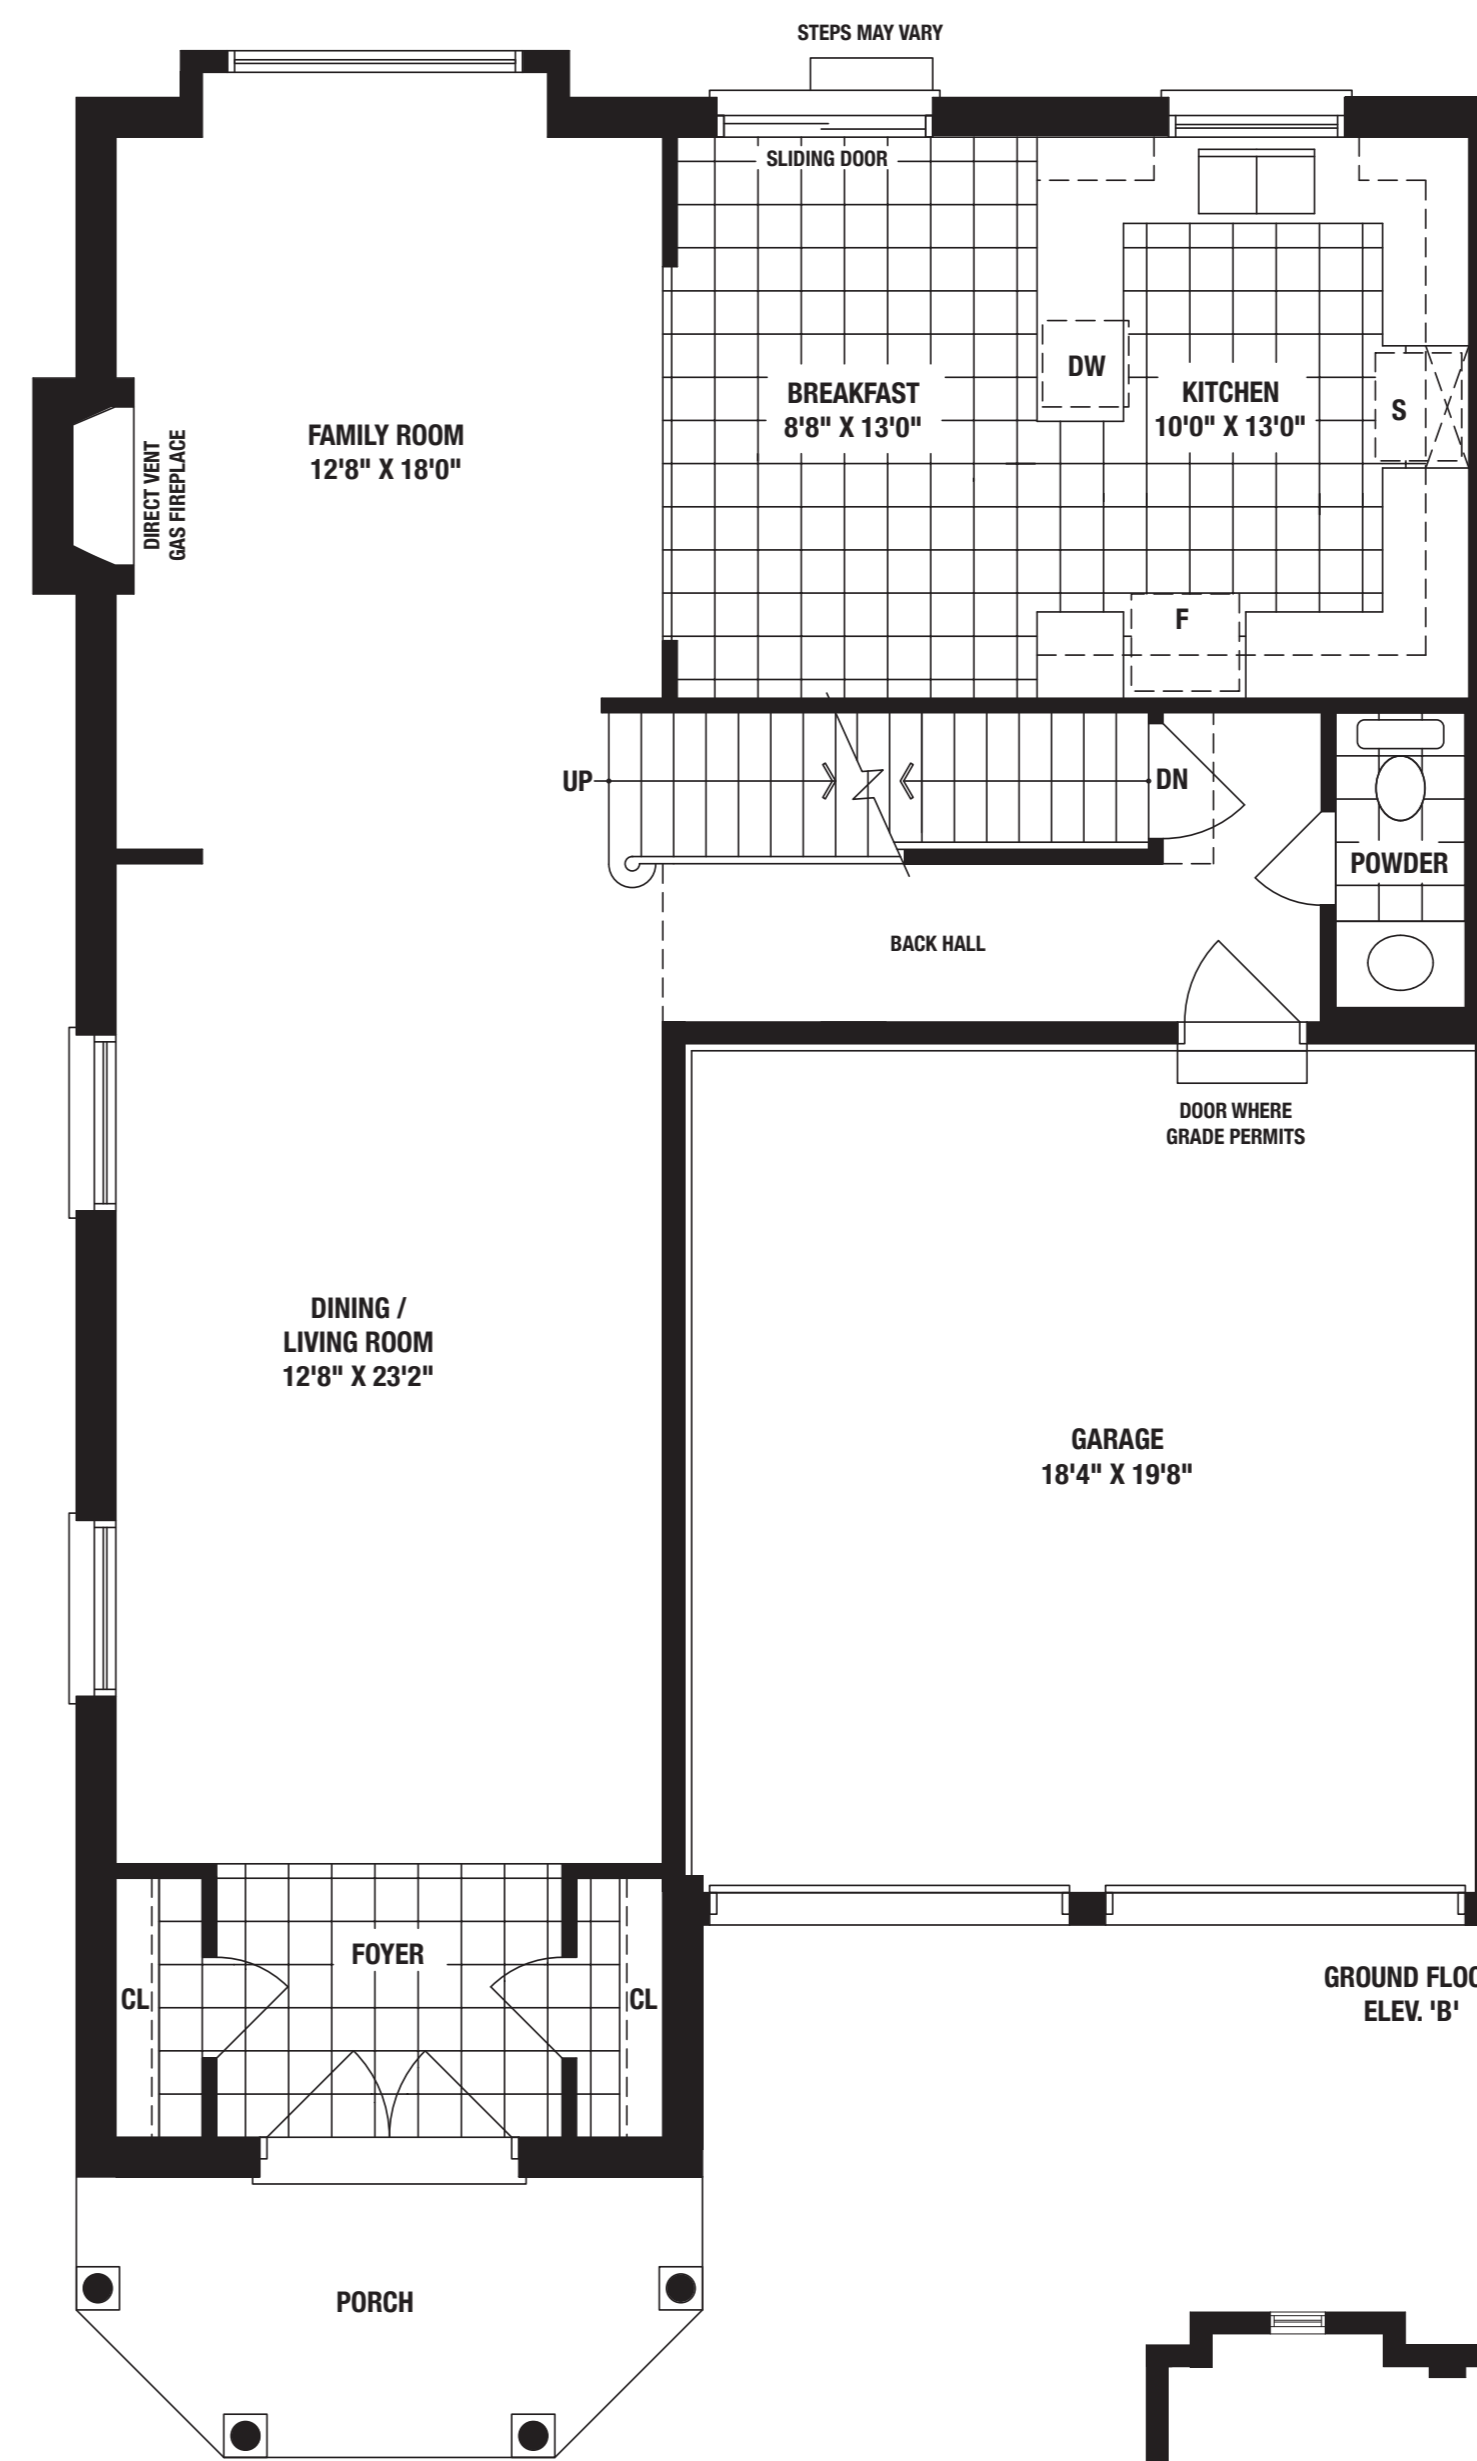 STEPS MAY VARY
SLIDING DOOR
BREAKFAST
8'8" X 13'0"
DW
KITCHEN
10'0" X 13'0"
S
F
FAMILY ROOM
12'8" X 18'0"
DIRECT VENT
GAS FIREPLACE
UP
DN
POWDER
BACK HALL
DOOR WHERE
GRADE PERMITS
DINING /
LIVING ROOM
12'8" X 23'2"
GARAGE
18'4" X 19'8"
FOYER
CL
CL
GROUND FLOO
ELEV. 'B'
PORCH